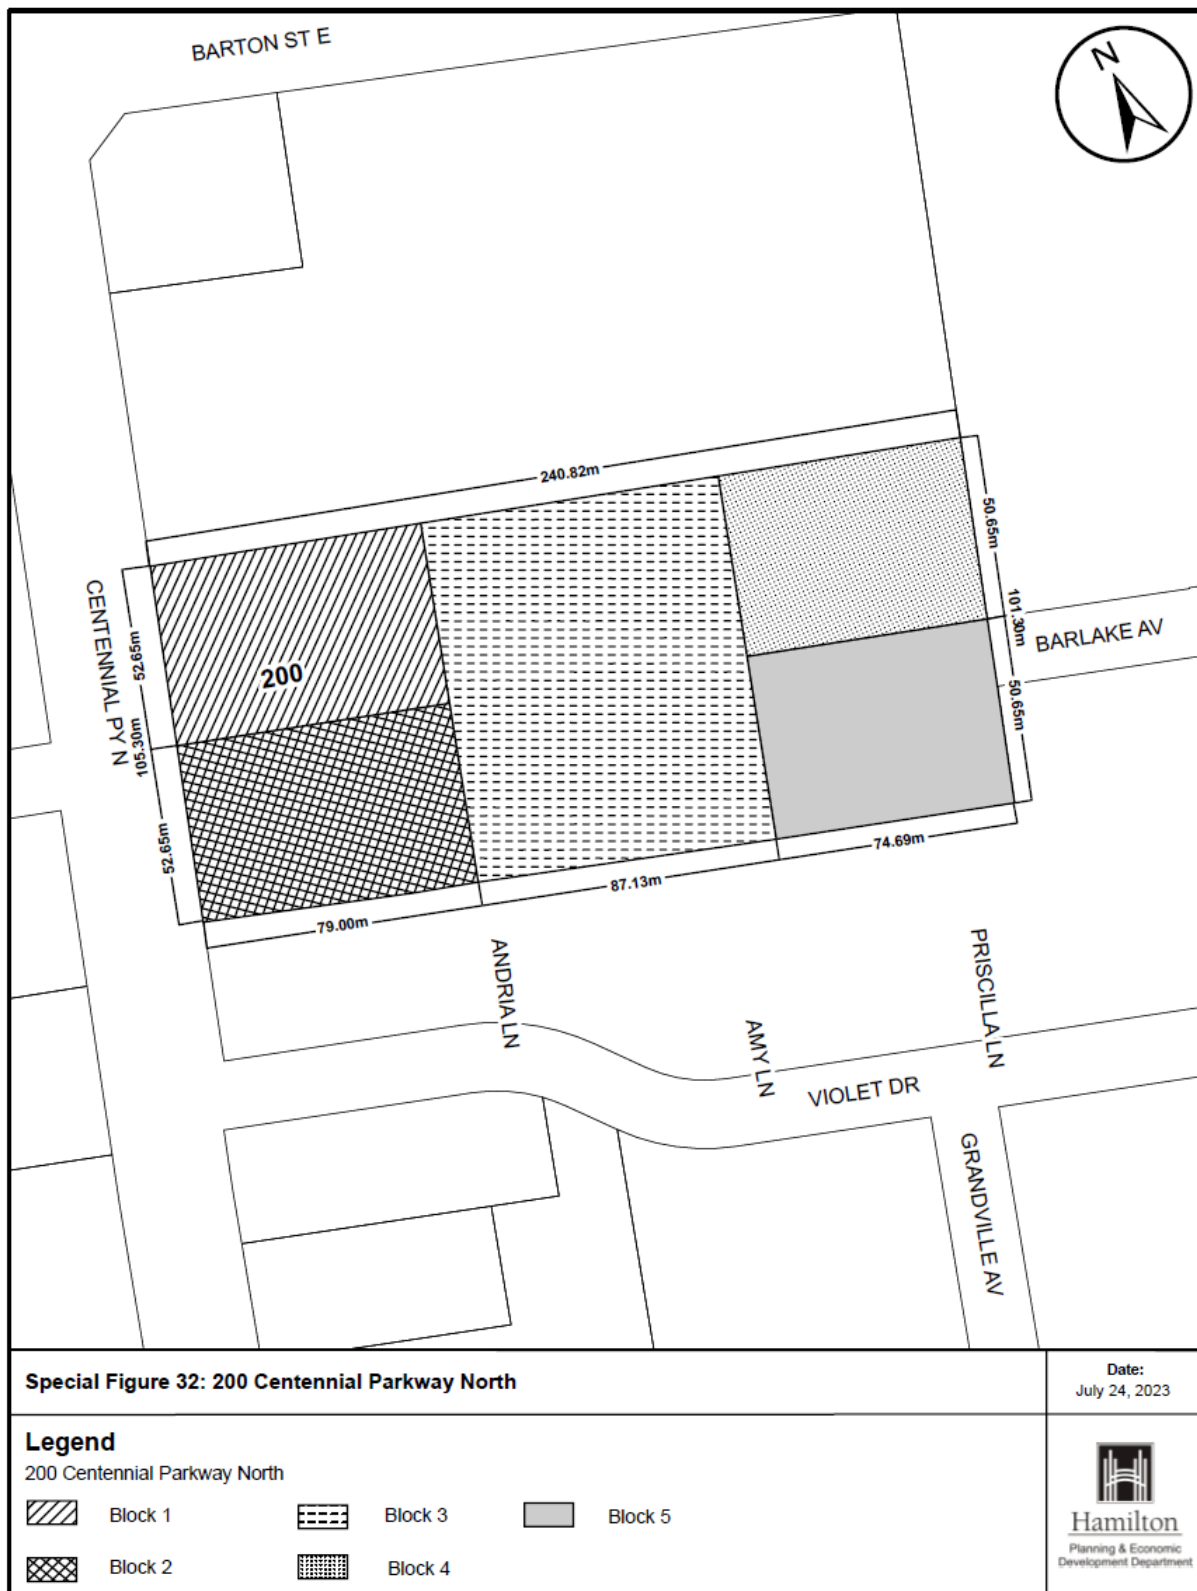 BARTON ST E
N
240.82m
50.65m
CENTENNIAL PY N
52.65m
101.30m
BARLAKE AV
200
50.65m
105.30m
52.65m
74.69m
87.13m
79.00m
ANDRIA LN
PRISCILLA LN
AMY LN
VIOLET DR
GRANDVILLE AV
Special Figure 32: 200 Centennial Parkway North
Date:
July 24, 2023
Legend
200 Centennial Parkway North
Block 1
Block 3
Block 5
Block 2
Block 4
Hamilton
Planning & Economic
Development Department